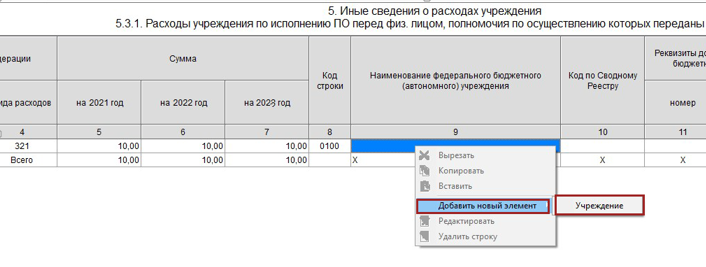 5. Иные сведения о расходах учреждения
5.3.1. Расходы учреждения по исполнению ПО перед физ. лицом, полномочия по осуществлению которых переданы
дерации
Сумма
Код строки
Наименование федерального бюджетного (автономного) учреждения
Код по Сводному Реестру
Реквизиты до
бюджетн
ида расходов
на 2021 год
на 2022 год
на 2023 год
номер
4 5 6 7 8 9 10 11
321 10,00 10,00 10,00 0100
Всего 10,00 10,00 10,00 X X X
Вырезать
Копировать
Вставить
Добавить новый элемент
Учреждение
Редактировать
Удалить строку